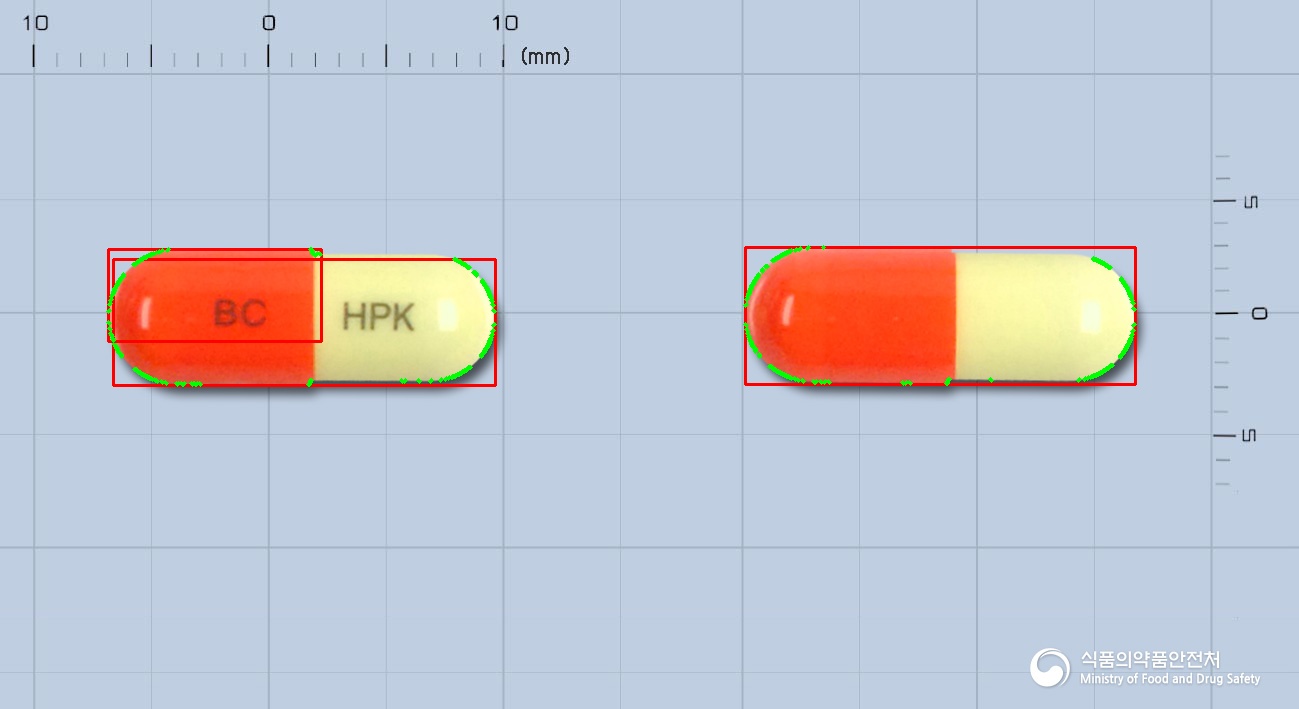 10 0 10
(mm)
BC HPK
5
0
5
식품의약품안전처
Ministry of Food and Drug Safety